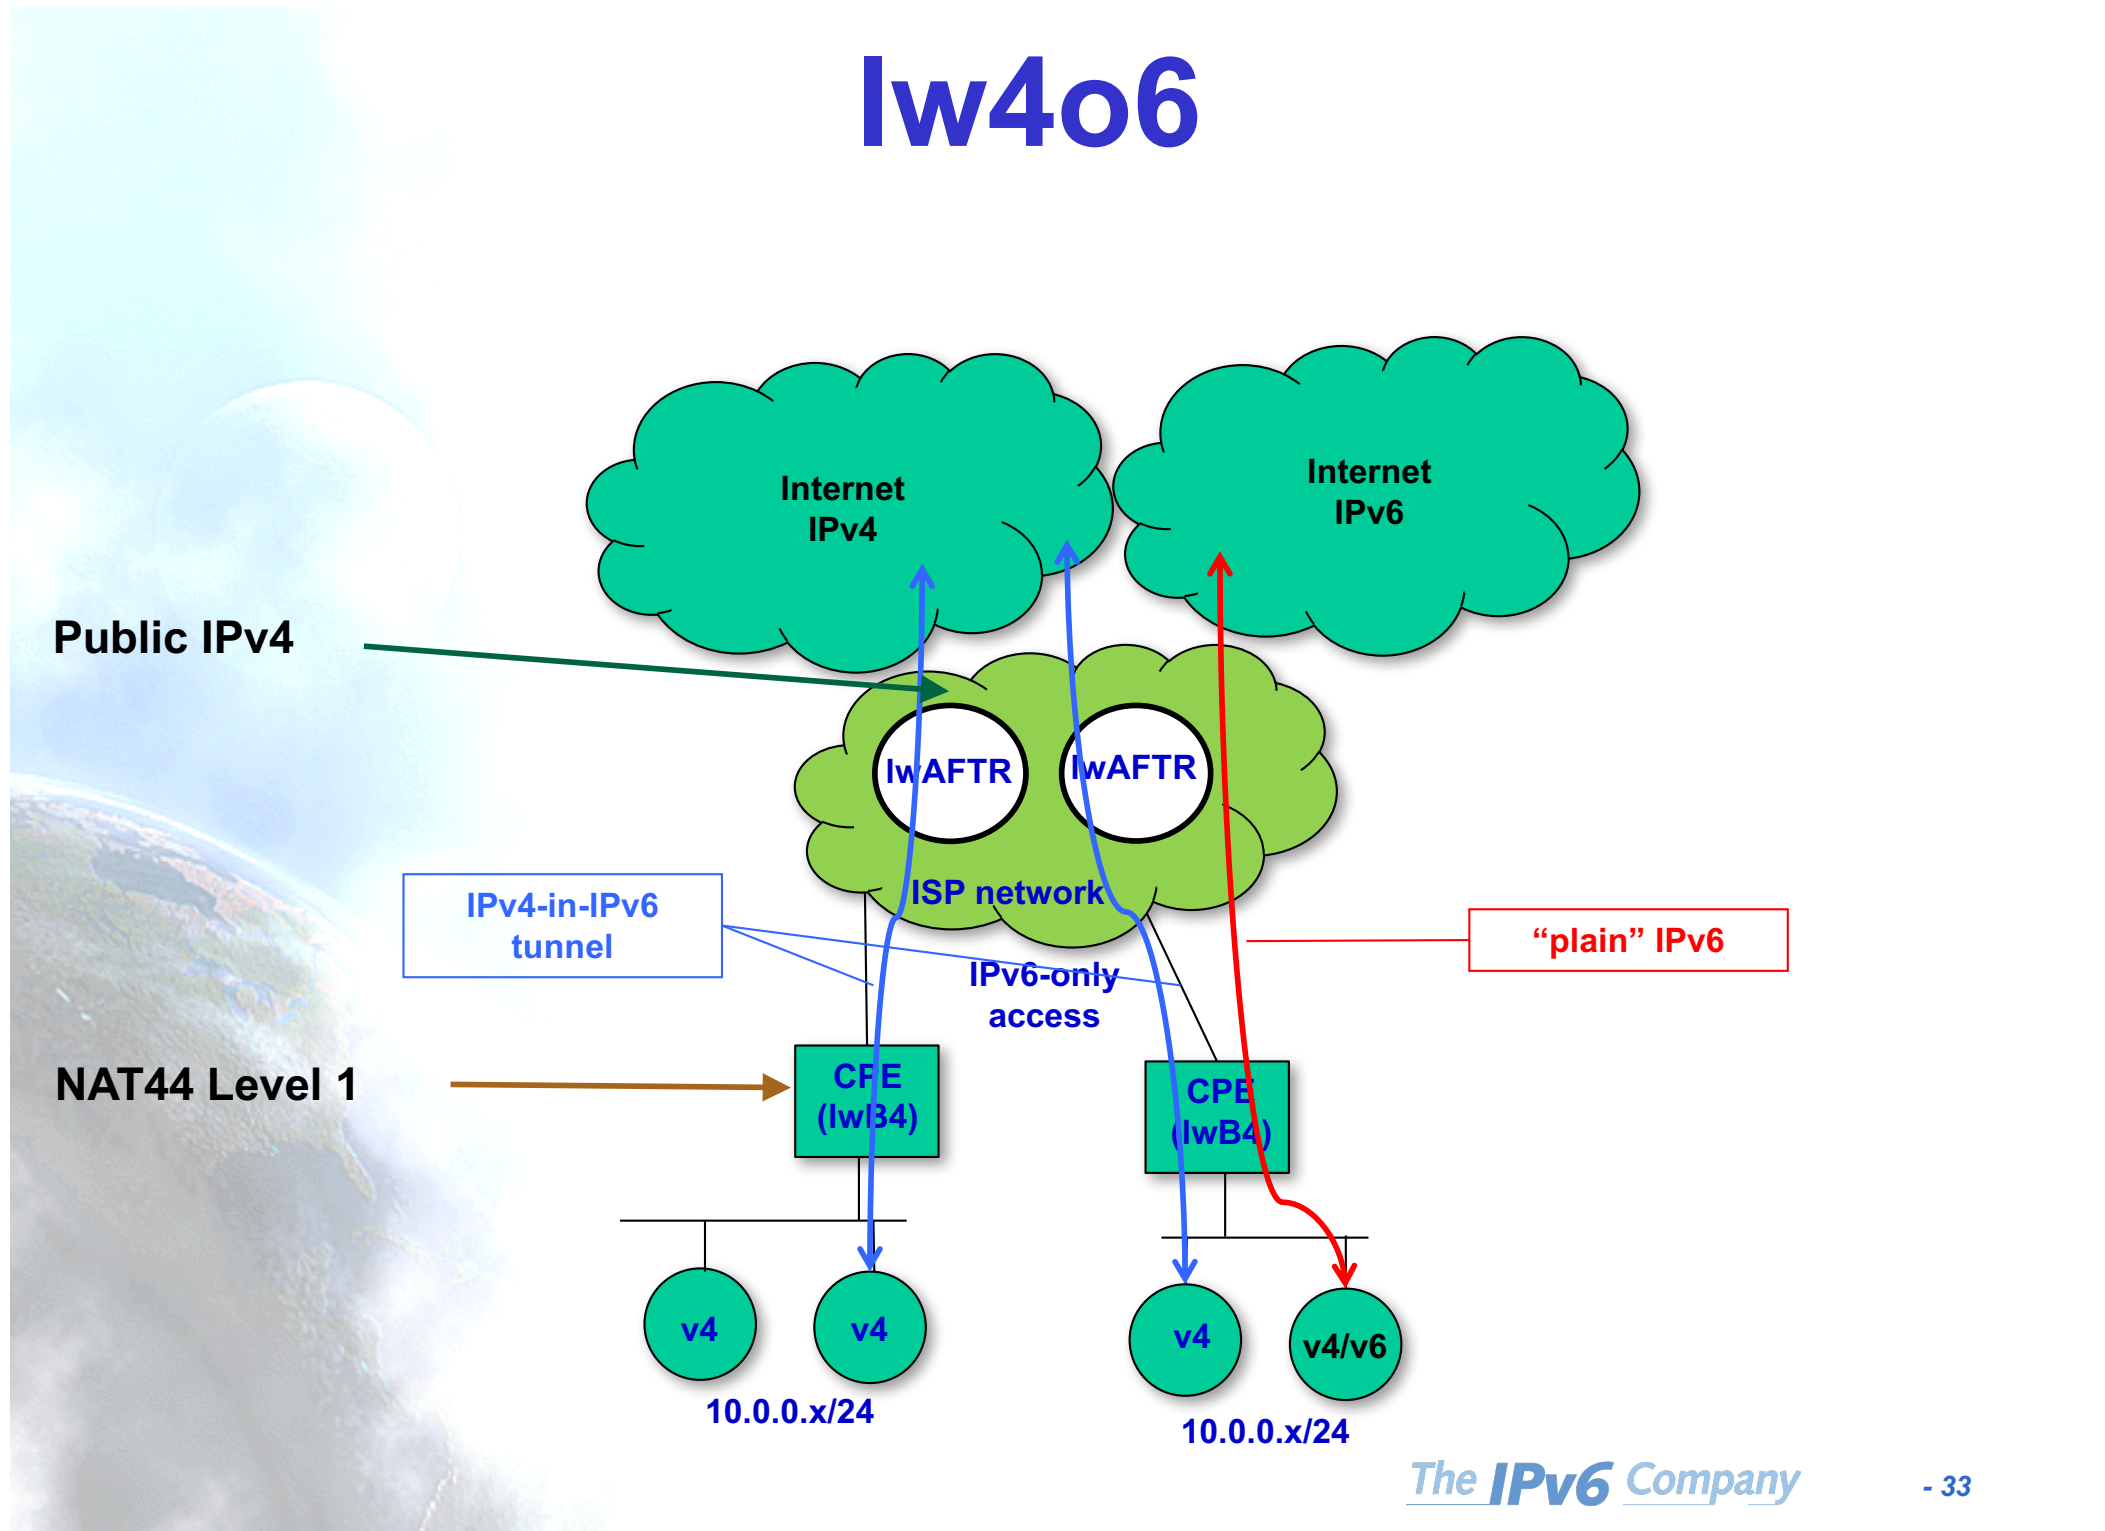 lw4o6
Internet
IPv4
Internet
IPv6
Public IPv4
lwAFTR
lwAFTR
ISP network
IPv4-in-IPv6
tunnel
"plain" IPv6
IPv6-only
access
NAT44 Level 1
CPE
(lwB4)
CPE
(lwB4)
v4
v4
v4
v4/v6
10.0.0.x/24
10.0.0.x/24
The IPv6 Company
- 33